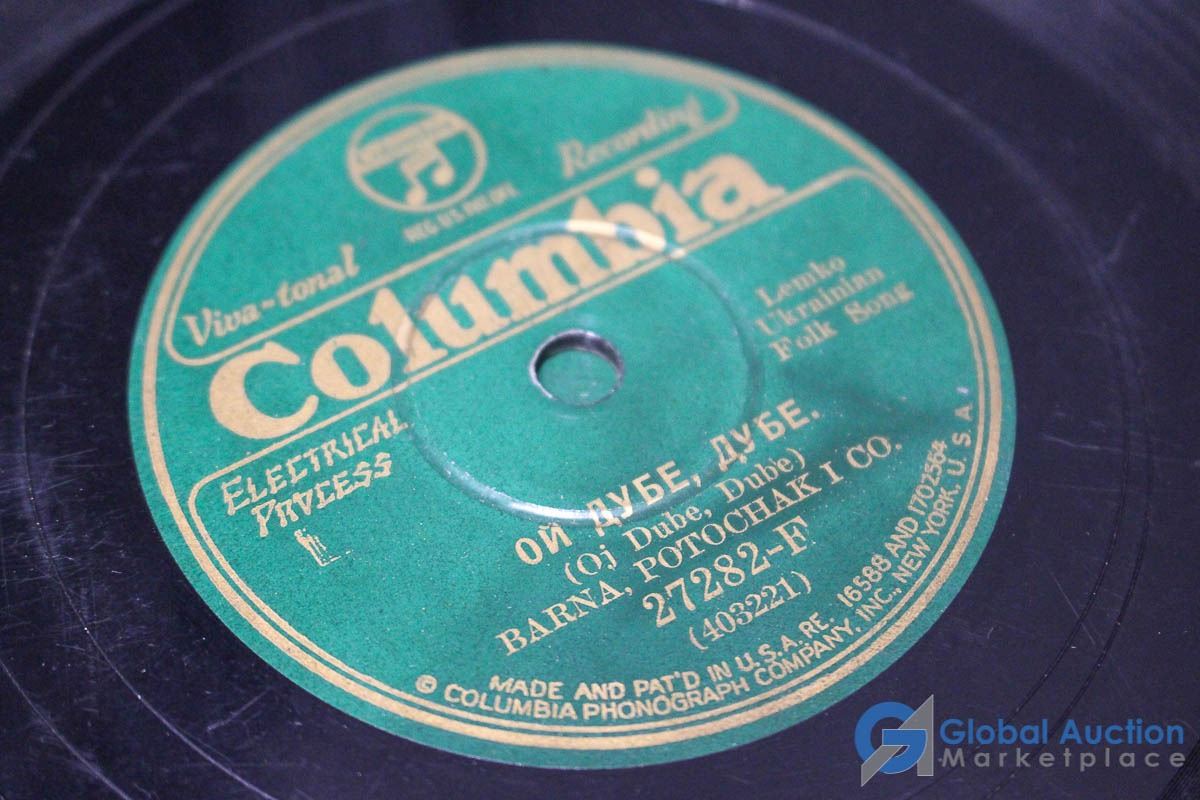 REG. U.S. PAT. OFF.
Viva-tonal Recording
Columbia
ELECTRICAL
PROCESS
Lemko
Ukrainian
Folk Song
ОЙ ДУБЕ, ДУБЕ.
(Oj Dube, Dube)
BARNA, POTOCHAK I CO.
27282-F
(403221)
MADE AND PAT'D IN U.S.A. RE. 16588 AND 1702564
© COLUMBIA PHONOGRAPH COMPANY, INC., NEW YORK, U.S.A.
Global Auction
Marketplace